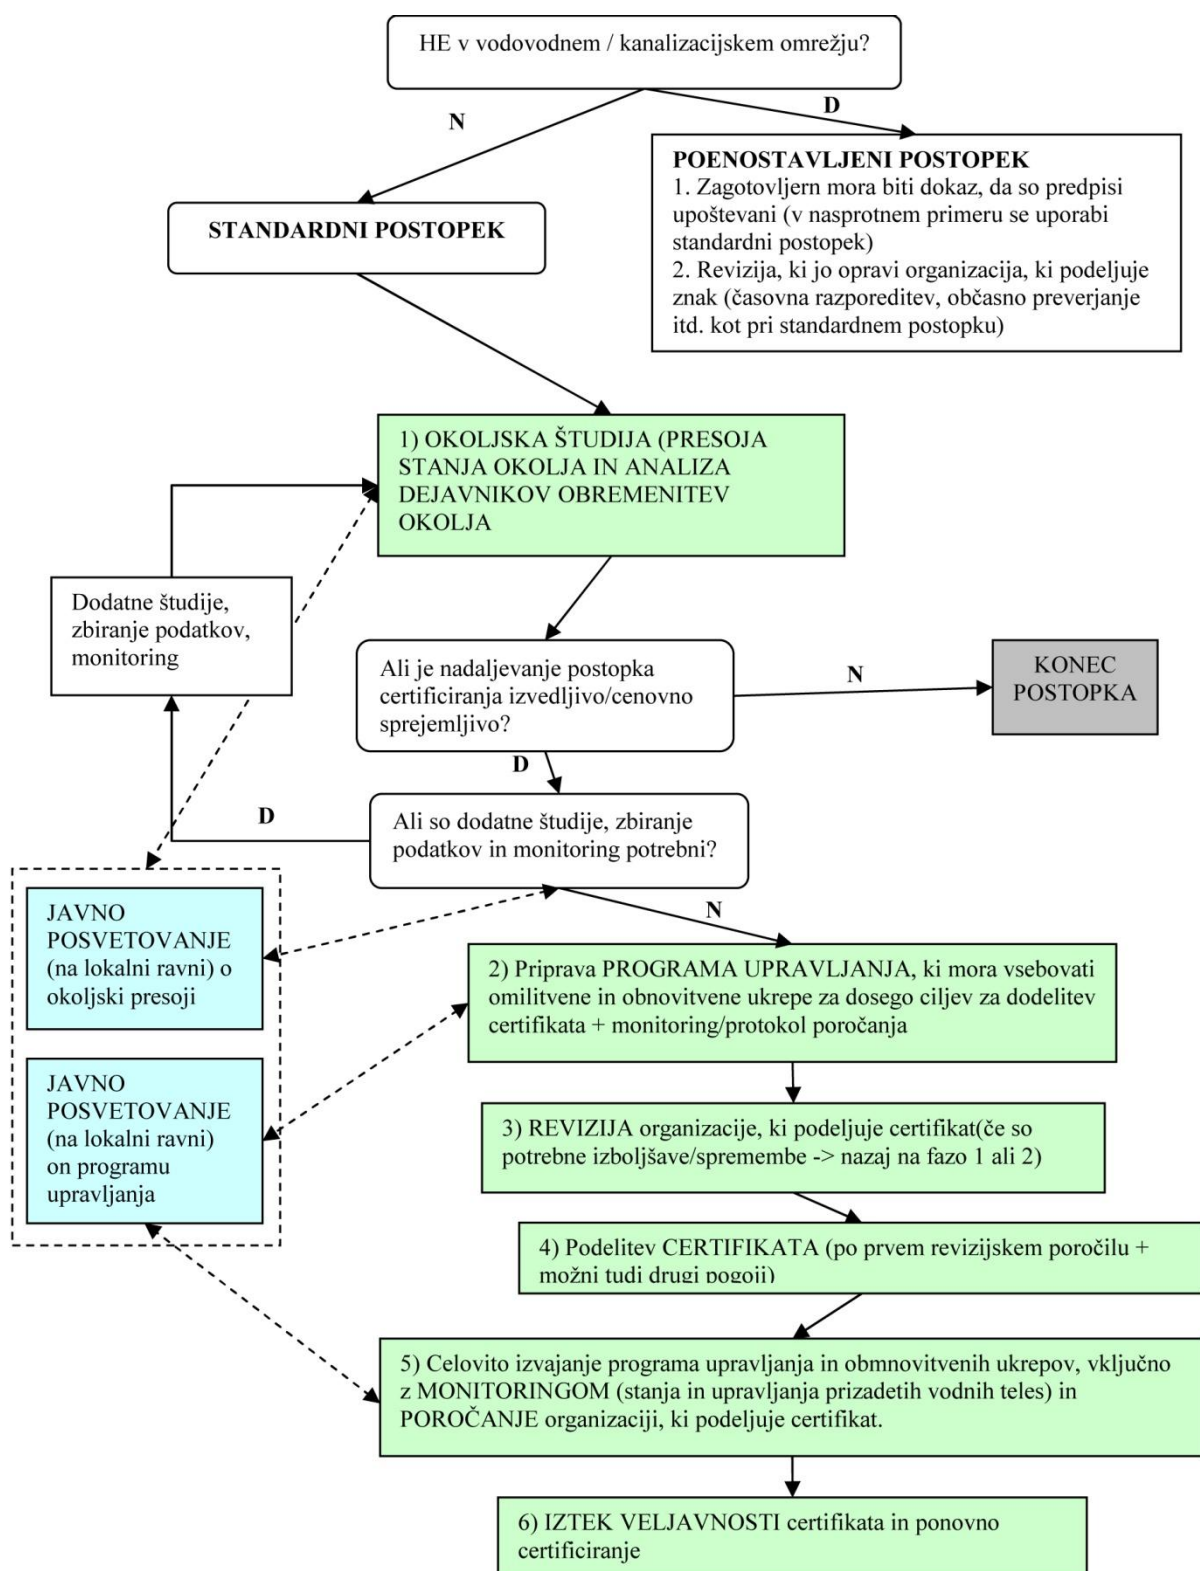 HE v vodovodnem / kanalizacijskem omrežju?
N
D
POENOSTAVLJENI POSTOPEK
1. Zagotovljern mora biti dokaz, da so predpisi
upoštevani (v nasprotnem primeru se uporabi
standardni postopek)
2. Revizija, ki jo opravi organizacija, ki podeljuje
znak (časovna razporeditev, občasno preverjanje
itd. kot pri standardnem postopku)
STANDARDNI POSTOPEK
1) OKOLJSKA ŠTUDIJA (PRESOJA
STANJA OKOLJA IN ANALIZA
DEJAVNIKOV OBREMENITEV
OKOLJA
Dodatne študije,
zbiranje podatkov,
monitoring
Ali je nadaljevanje postopka
certificiranja izvedljivo/cenovno
sprejemljivo?
N
KONEC
POSTOPKA
D
Ali so dodatne študije, zbiranje
podatkov in monitoring potrebni?
D
N
JAVNO
POSVETOVANJE
(na lokalni ravni) o
okoljski presoji
2) Priprava PROGRAMA UPRAVLJANJA, ki mora vsebovati
omilitvene in obnovitvene ukrepe za dosego ciljev za dodelitev
certifikata + monitoring/protokol poročanja
JAVNO
POSVETOVANJE
(na lokalni ravni)
on programu
upravljanja
3) REVIZIJA organizacije, ki podeljuje certifikat(če so
potrebne izboljšave/spremembe -> nazaj na fazo 1 ali 2)
4) Podelitev CERTIFIKATA (po prvem revizijskem poročilu +
možni tudi drugi pogoji)
5) Celovito izvajanje programa upravljanja in obmnovitvenih ukrepov, vključno
z MONITORINGOM (stanja in upravljanja prizadetih vodnih teles) in
POROČANJE organizaciji, ki podeljuje certifikat.
6) IZTEK VELJAVNOSTI certifikata in ponovno
certificiranje